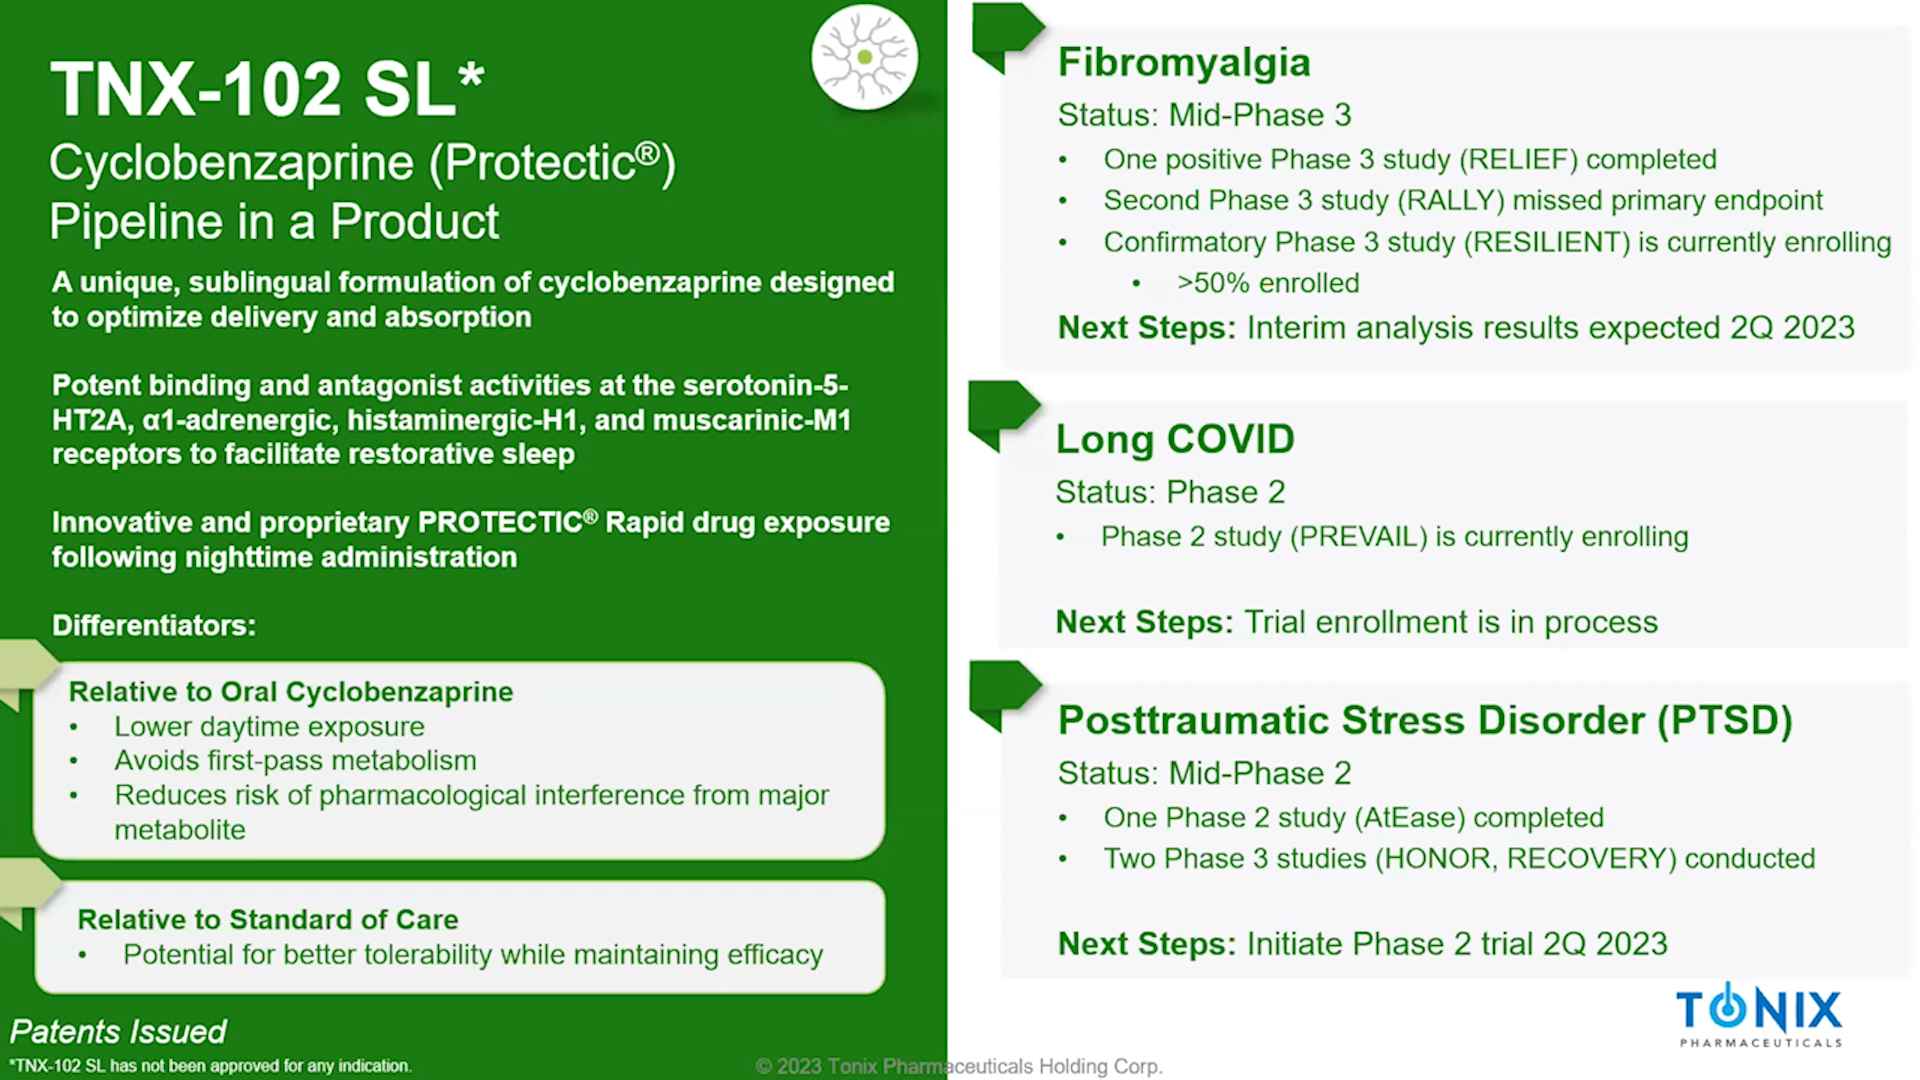 TNX-102 SL*
Cyclobenzaprine (Protectic®)
Pipeline in a Product
A unique, sublingual formulation of cyclobenzaprine designed
to optimize delivery and absorption
Potent binding and antagonist activities at the serotonin-5-
HT2A, α1-adrenergic, histaminergic-H1, and muscarinic-M1
receptors to facilitate restorative sleep
Innovative and proprietary PROTECTIC® Rapid drug exposure
following nighttime administration
Differentiators:
Relative to Oral Cyclobenzaprine
• Lower daytime exposure
• Avoids first-pass metabolism
• Reduces risk of pharmacological interference from major
metabolite
Relative to Standard of Care
• Potential for better tolerability while maintaining efficacy
Patents Issued
*TNX-102 SL has not been approved for any indication.
Fibromyalgia
Status: Mid-Phase 3
• One positive Phase 3 study (RELIEF) completed
• Second Phase 3 study (RALLY) missed primary endpoint
• Confirmatory Phase 3 study (RESILIENT) is currently enrolling
• >50% enrolled
Next Steps: Interim analysis results expected 2Q 2023
Long COVID
Status: Phase 2
• Phase 2 study (PREVAIL) is currently enrolling
Next Steps: Trial enrollment is in process
Posttraumatic Stress Disorder (PTSD)
Status: Mid-Phase 2
• One Phase 2 study (AtEase) completed
• Two Phase 3 studies (HONOR, RECOVERY) conducted
Next Steps: Initiate Phase 2 trial 2Q 2023
TONIX
PHARMACEUTICALS
© 2023 Tonix Pharmaceuticals Holding Corp.